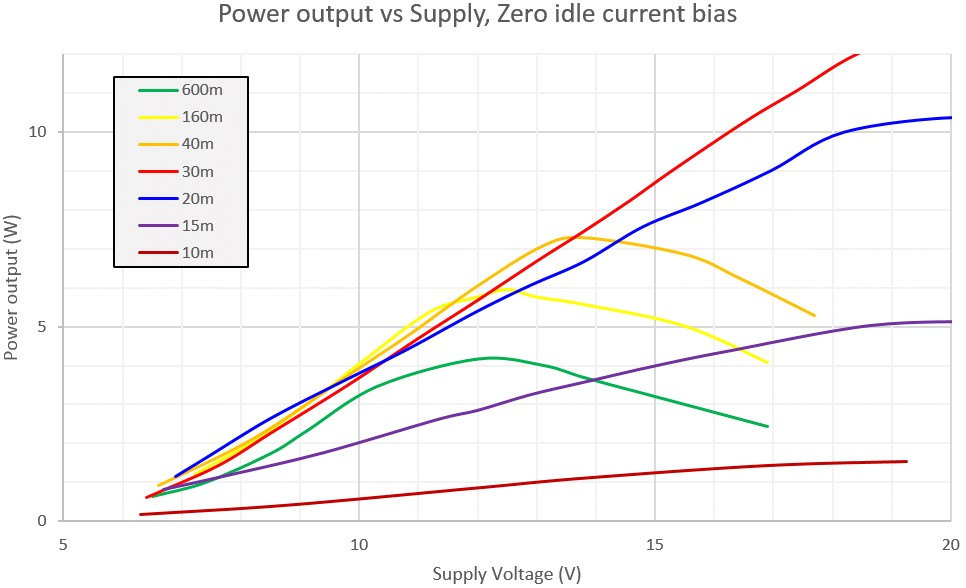 Power output vs Supply, Zero idle current bias
600m
160m
40m
30m
20m
15m
10m
Power output (W)
10
5
0
5
10
15
20
Supply Voltage (V)